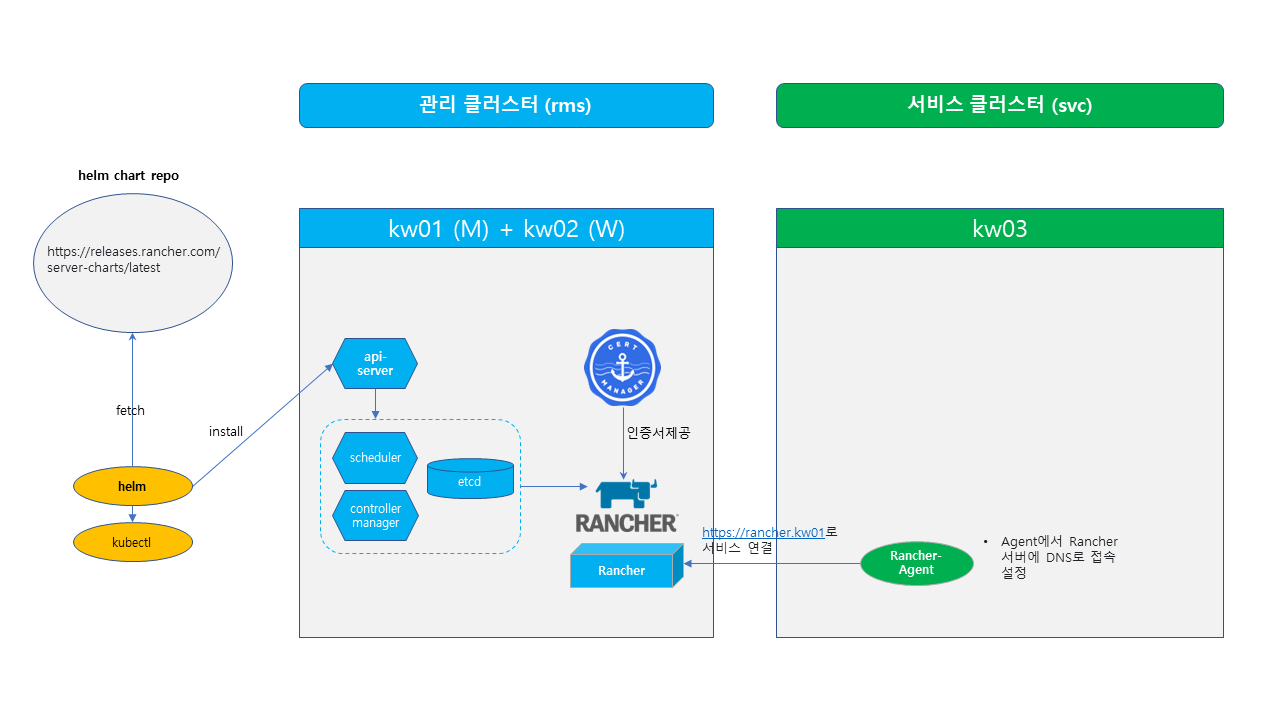 관리 클러스터 (rms)
서비스 클러스터 (svc)
helm chart repo
https://releases.rancher.com/
server-charts/latest
fetch
install
helm
kubectl
kw01 (M) + kw02 (W)
api-
server
scheduler
controller
manager
etcd
CERT
MANAGER
인증서제공
RANCHER
Rancher
https://rancher.kw01로
서비스 연결
kw03
Rancher-
Agent
• Agent에서 Rancher
서버에 DNS로 접속
설정